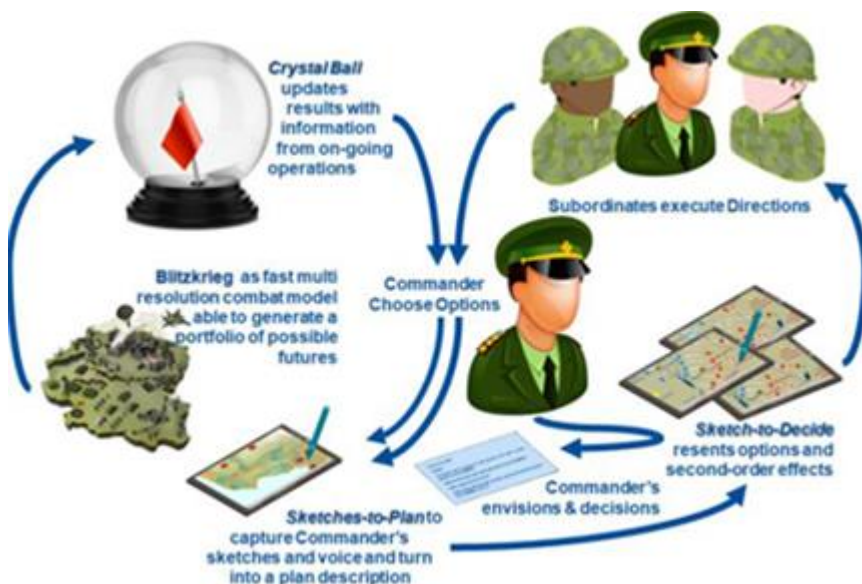 Crystal Ball
updates
results with
information
from on-going
operations
Subordinates execute Directions
Blitzkrieg as fast multi
resolution combat model
able to generate a
portfolio of possible
futures
Commander
Choose Options
Sketch-to-Decide
resents options and
second-order effects
Commander's
envisions & decisions
Sketches-to-Plan to
capture Commander's
sketches and voice and turn
into a plan description